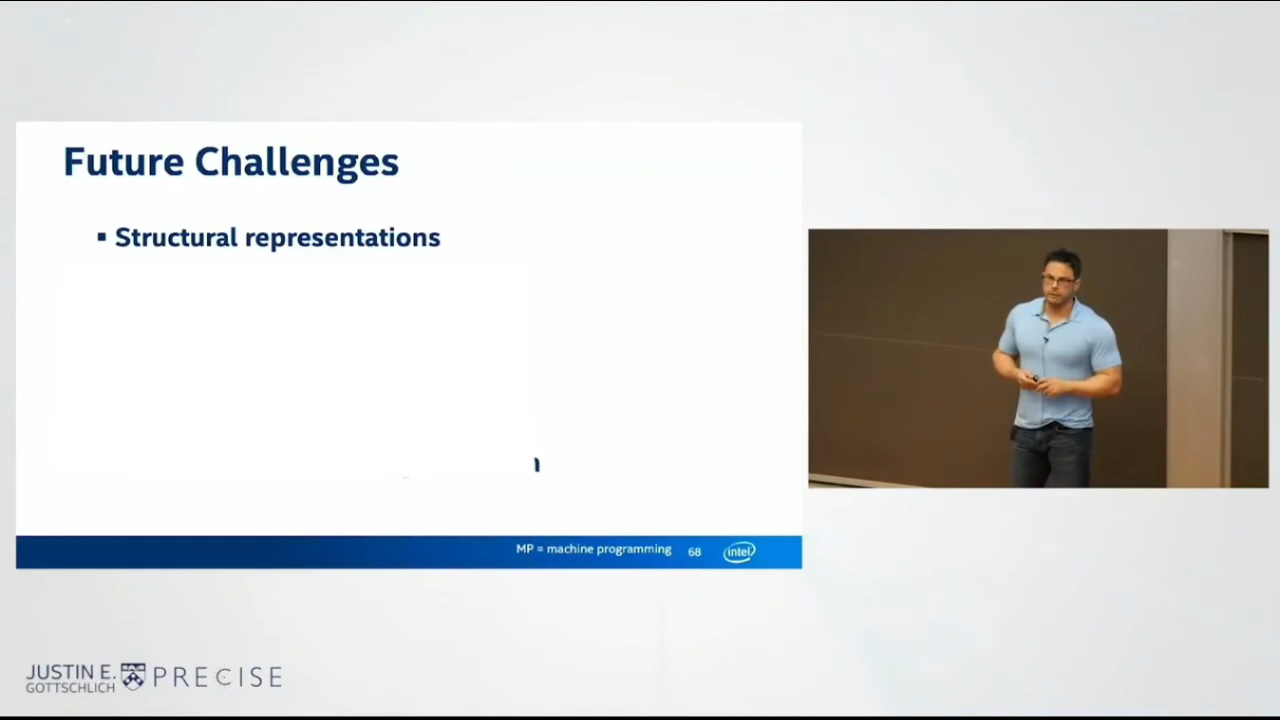 Future Challenges
▪ Structural representations
MP = machine programming 68 intel
JUSTIN E.
GOTTSCHLICH
PRECISE